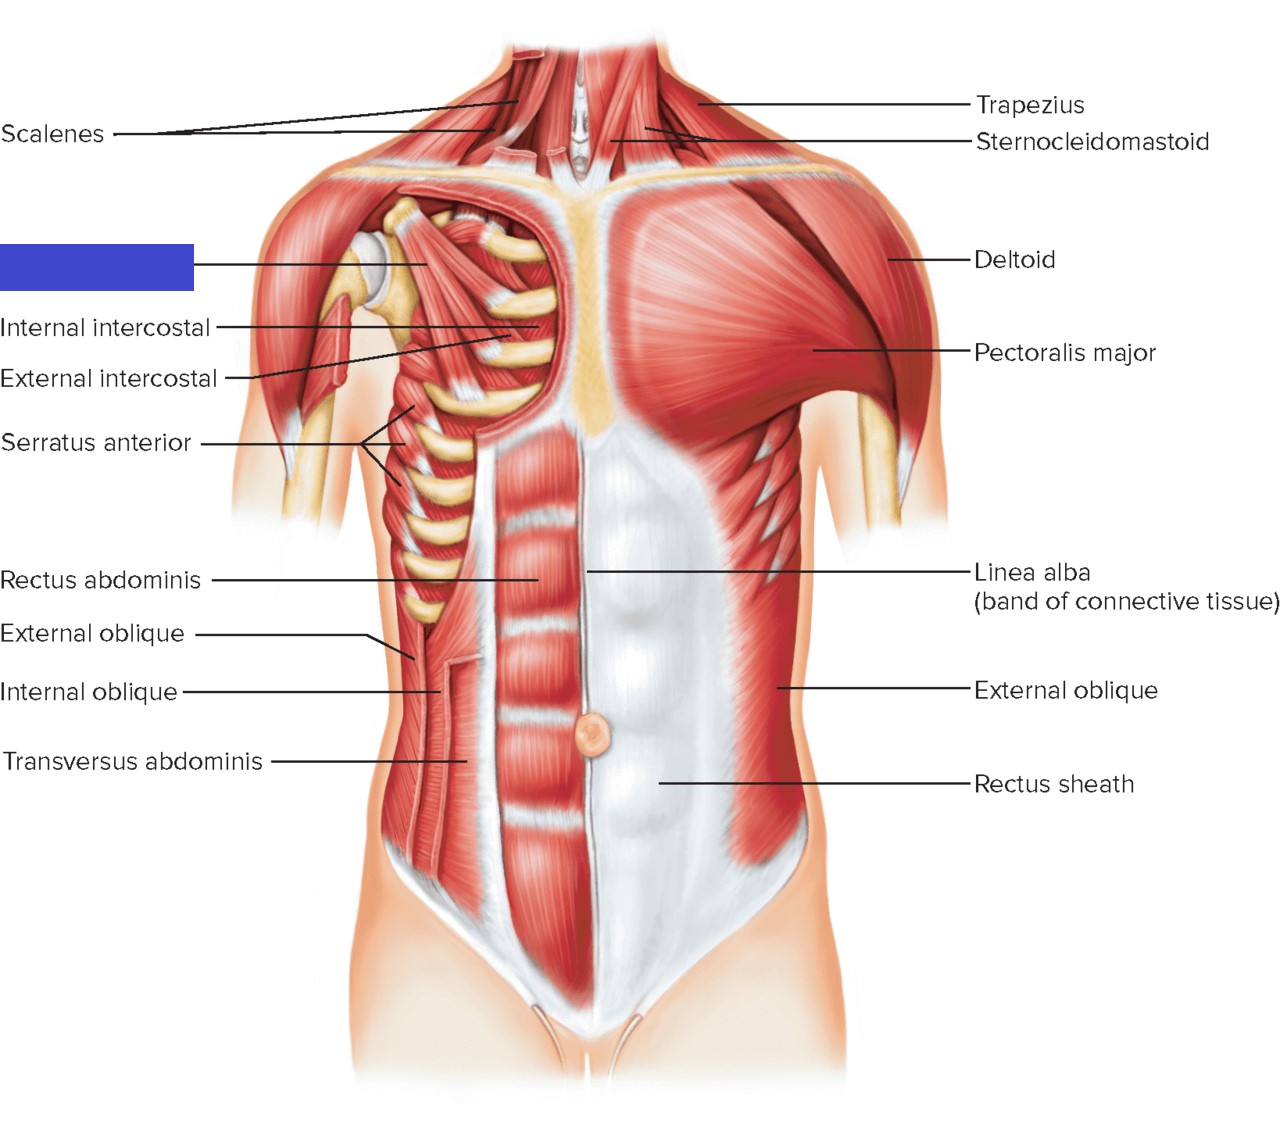 Scalenes
Internal intercostal
External intercostal
Serratus anterior
Rectus abdominis
External oblique
Internal oblique
Transversus abdominis
Trapezius
Sternocleidomastoid
Deltoid
Pectoralis major
Linea alba
(band of connective tissue)
External oblique
Rectus sheath